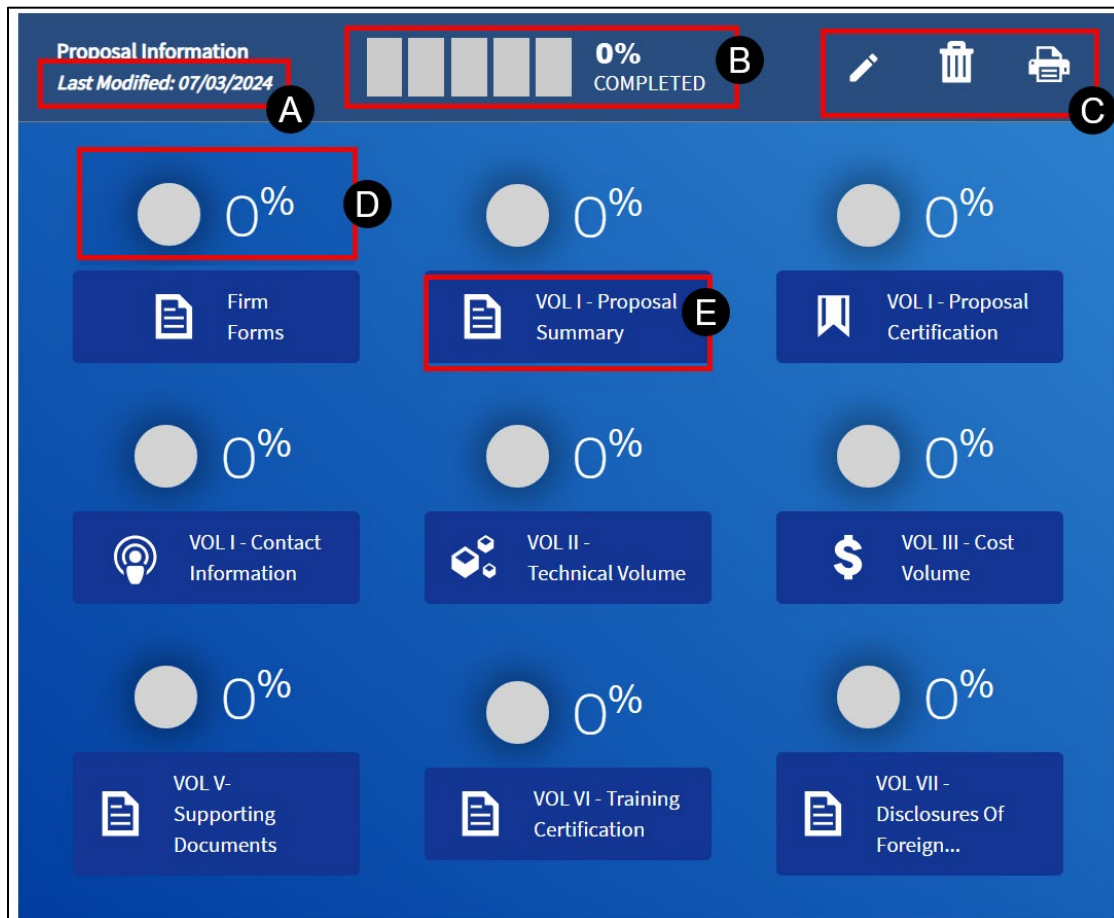 Proposal Information
Last Modified: 07/03/2024
A
0%
COMPLETED
B
C
0%
D
0%
0%
Firm
Forms
VOL I - Proposal
Summary
E
VOL I - Proposal
Certification
0%
0%
0%
VOL I - Contact
Information
VOL II -
Technical Volume
$
VOL III - Cost
Volume
0%
0%
0%
VOL V-
Supporting
Documents
VOL VI - Training
Certification
VOL VII -
Disclosures Of
Foreign...